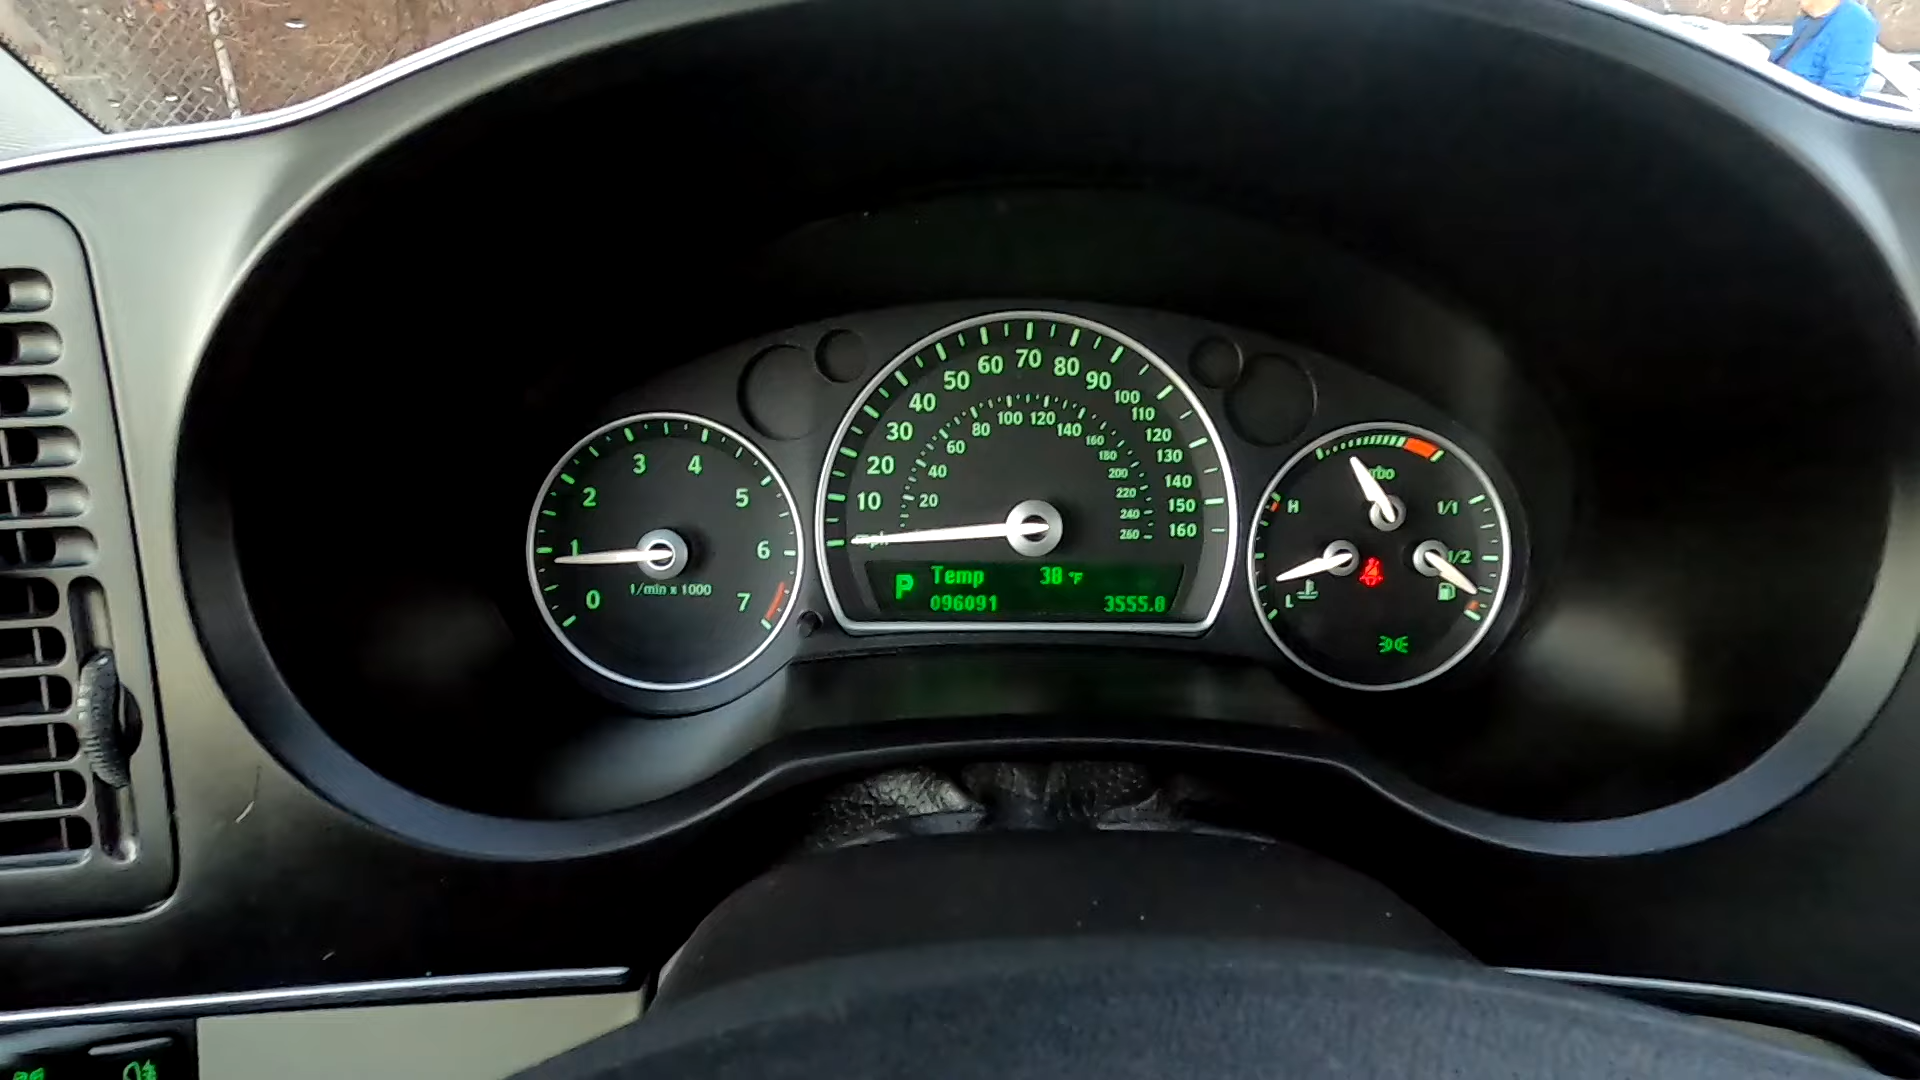 0 1 2 3 4 5 6 7
1/min x 1000
10 20 30 40 50 60 70 80 90 100 110 120 130 140 150 160
20 40 60 80 100 120 140 160 180 200 220 240 260
mph
P Temp 38 °F
096091 3555.8
H
L
1/1
1/2